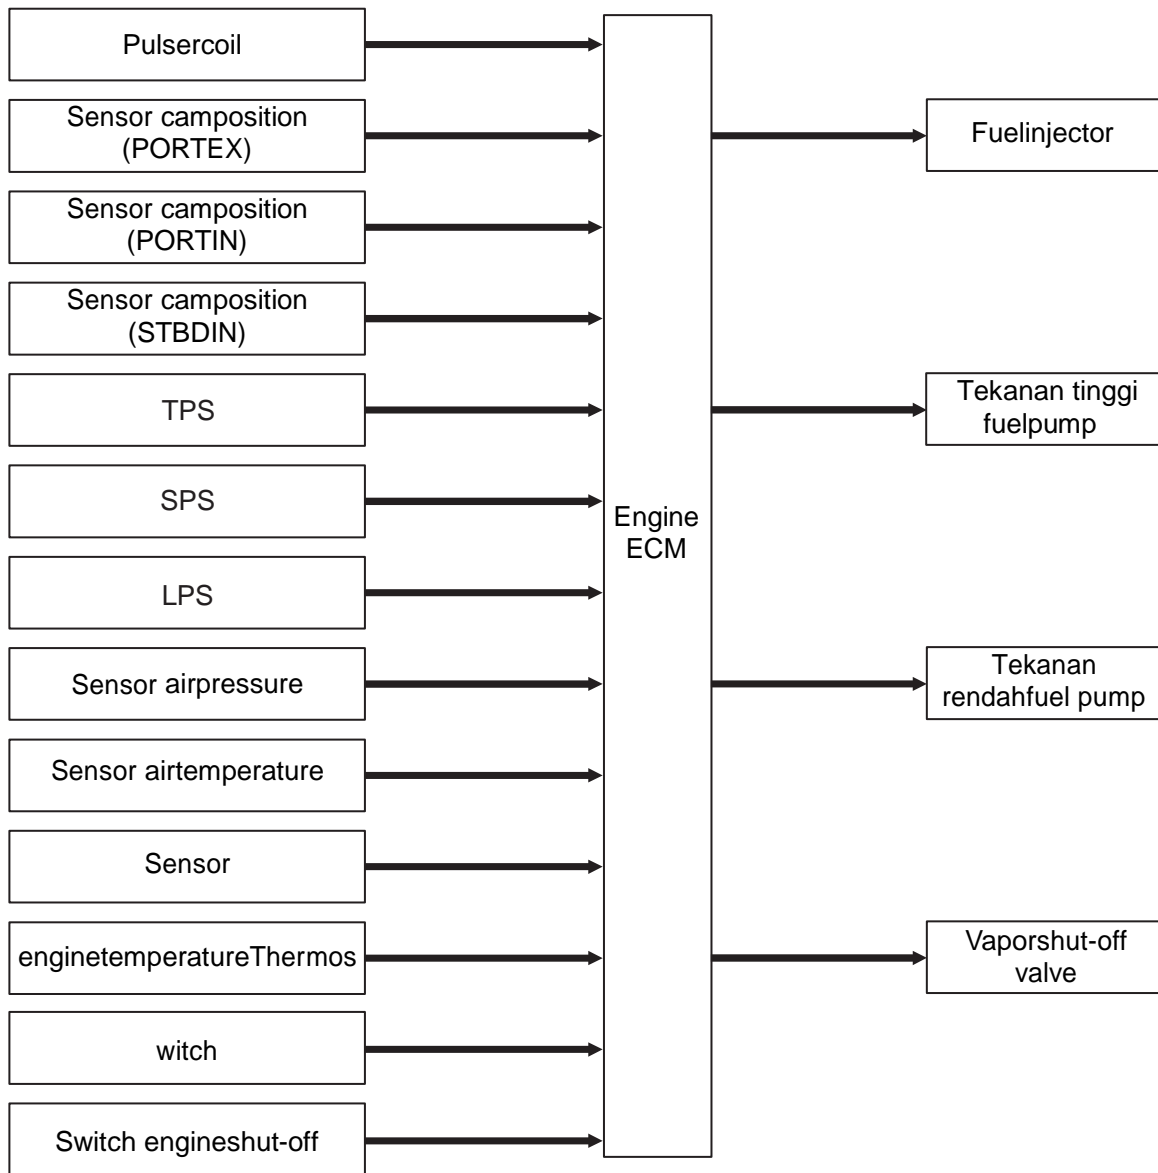 Pulsercoil
Sensor camposition
(PORTEX)
Sensor camposition
(PORTIN)
Sensor camposition
(STBDIN)
TPS
SPS
LPS
Sensor airpressure
Sensor airtemperature
Sensor
enginetemperatureThermos
witch
Switch engineshut-off
Engine
ECM
Fuelinjector
Tekanan tinggi
fuelpump
Tekanan
rendahfuel pump
Vaporshut-off
valve